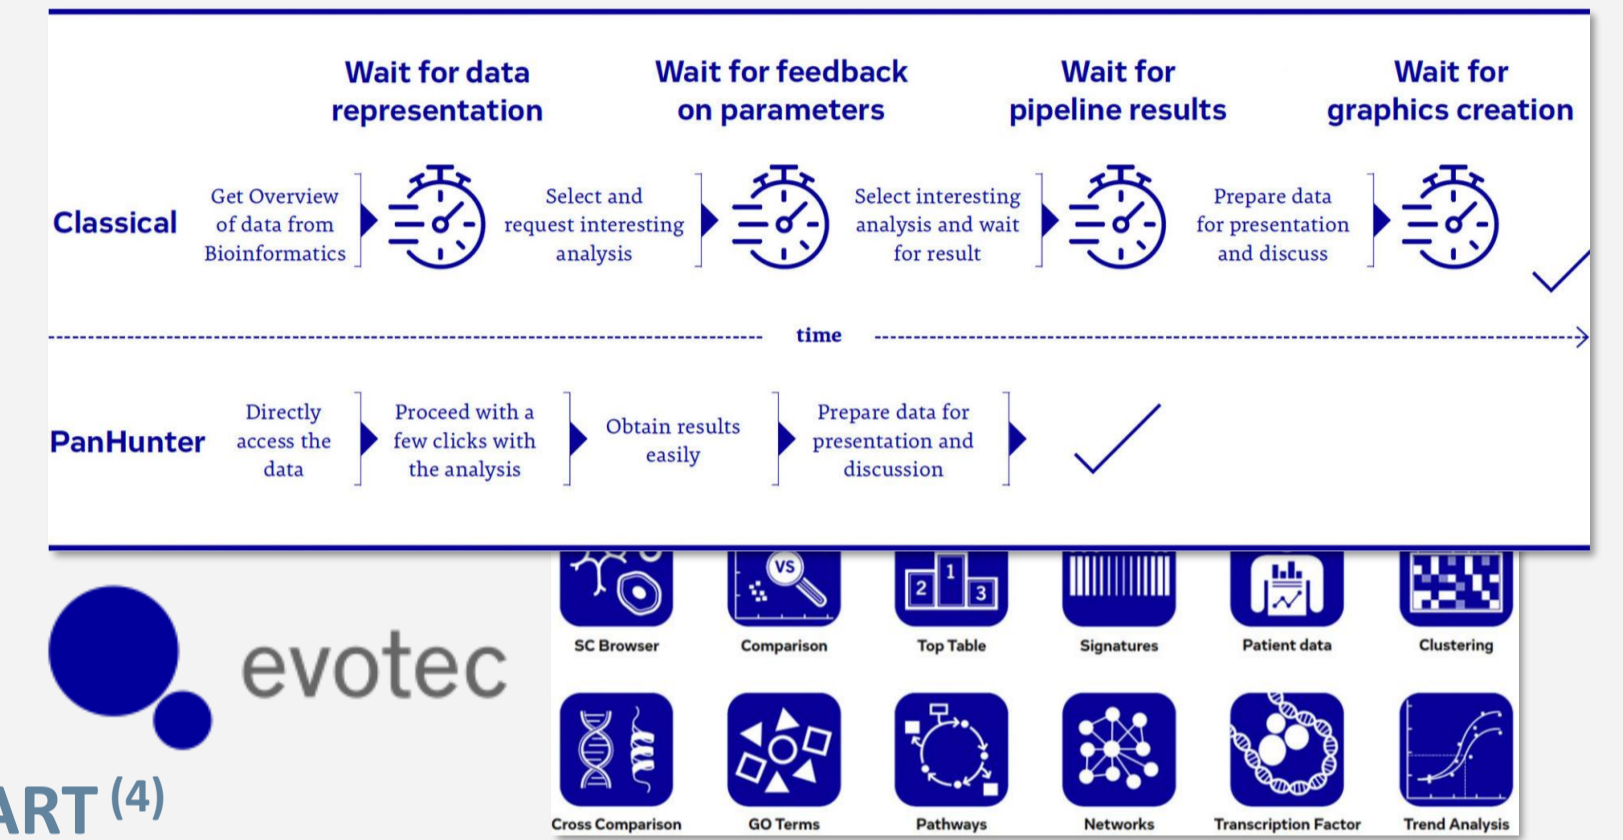 Wait for data
representation
Wait for feedback
on parameters
Wait for
pipeline results
Wait for
graphics creation
Classical
Get Overview
of data from
Bioinformatics
Select and
request interesting
analysis
Select interesting
analysis and wait
for result
Prepare data
for presentation
and discuss
time
PanHunter
Directly
access the
data
Proceed with a
few clicks with
the analysis
Obtain results
easily
Prepare data for
presentation and
discussion
evotec
VS
2 1 3
SC Browser
Comparison
Top Table
Signatures
Patient data
Clustering
Cross Comparison
GO Terms
Pathways
Networks
Transcription Factor
Trend Analysis
ART (4)